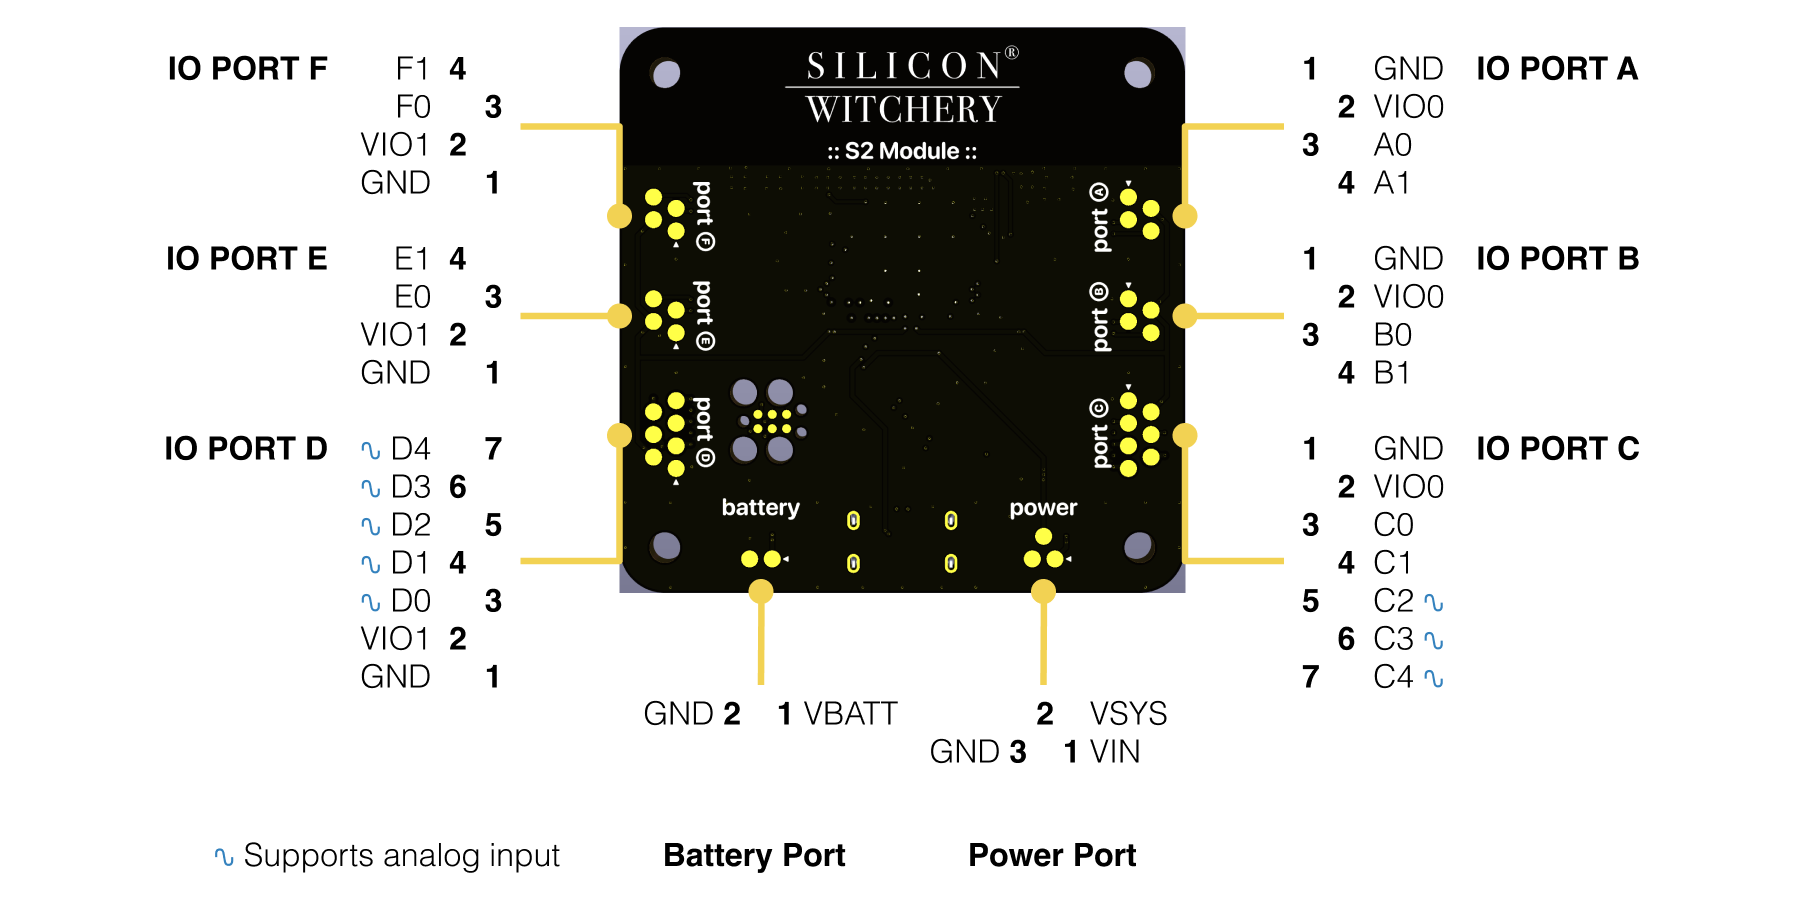 IO PORT F F1 4
F0 3
VIO1 2
GND 1
IO PORT E E1 4
E0 3
VIO1 2
GND 1
IO PORT D ∿ D4 7
∿ D3 6
∿ D2 5
∿ D1 4
∿ D0 3
VIO1 2
GND 1
SILICON®
WITCHERY
:: S2 Module ::
port F
port E
port D
port A
port B
port C
battery
power
1 GND IO PORT A
2 VIO0
3 A0
4 A1
1 GND IO PORT B
2 VIO0
3 B0
4 B1
1 GND IO PORT C
2 VIO0
3 C0
4 C1
5 C2 ∿
6 C3 ∿
7 C4 ∿
GND 2 1 VBATT
2 VSYS
GND 3 1 VIN
∿ Supports analog input
Battery Port
Power Port